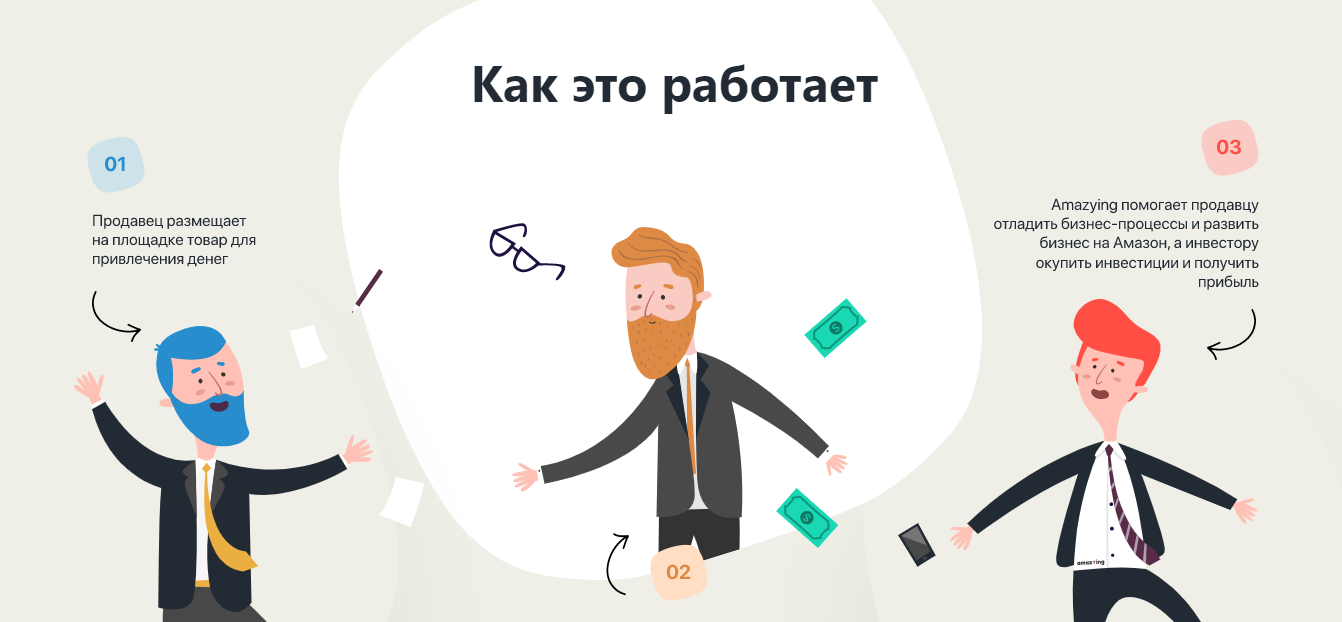 Как это работает
01
Продавец размещает
на площадке товар для
привлечения денег
03
Amazying помогает продавцу
отладить бизнес-процессы и развить
бизнес на Амазон, а инвестору
окупить инвестиции и получить
прибыль
02
amazying